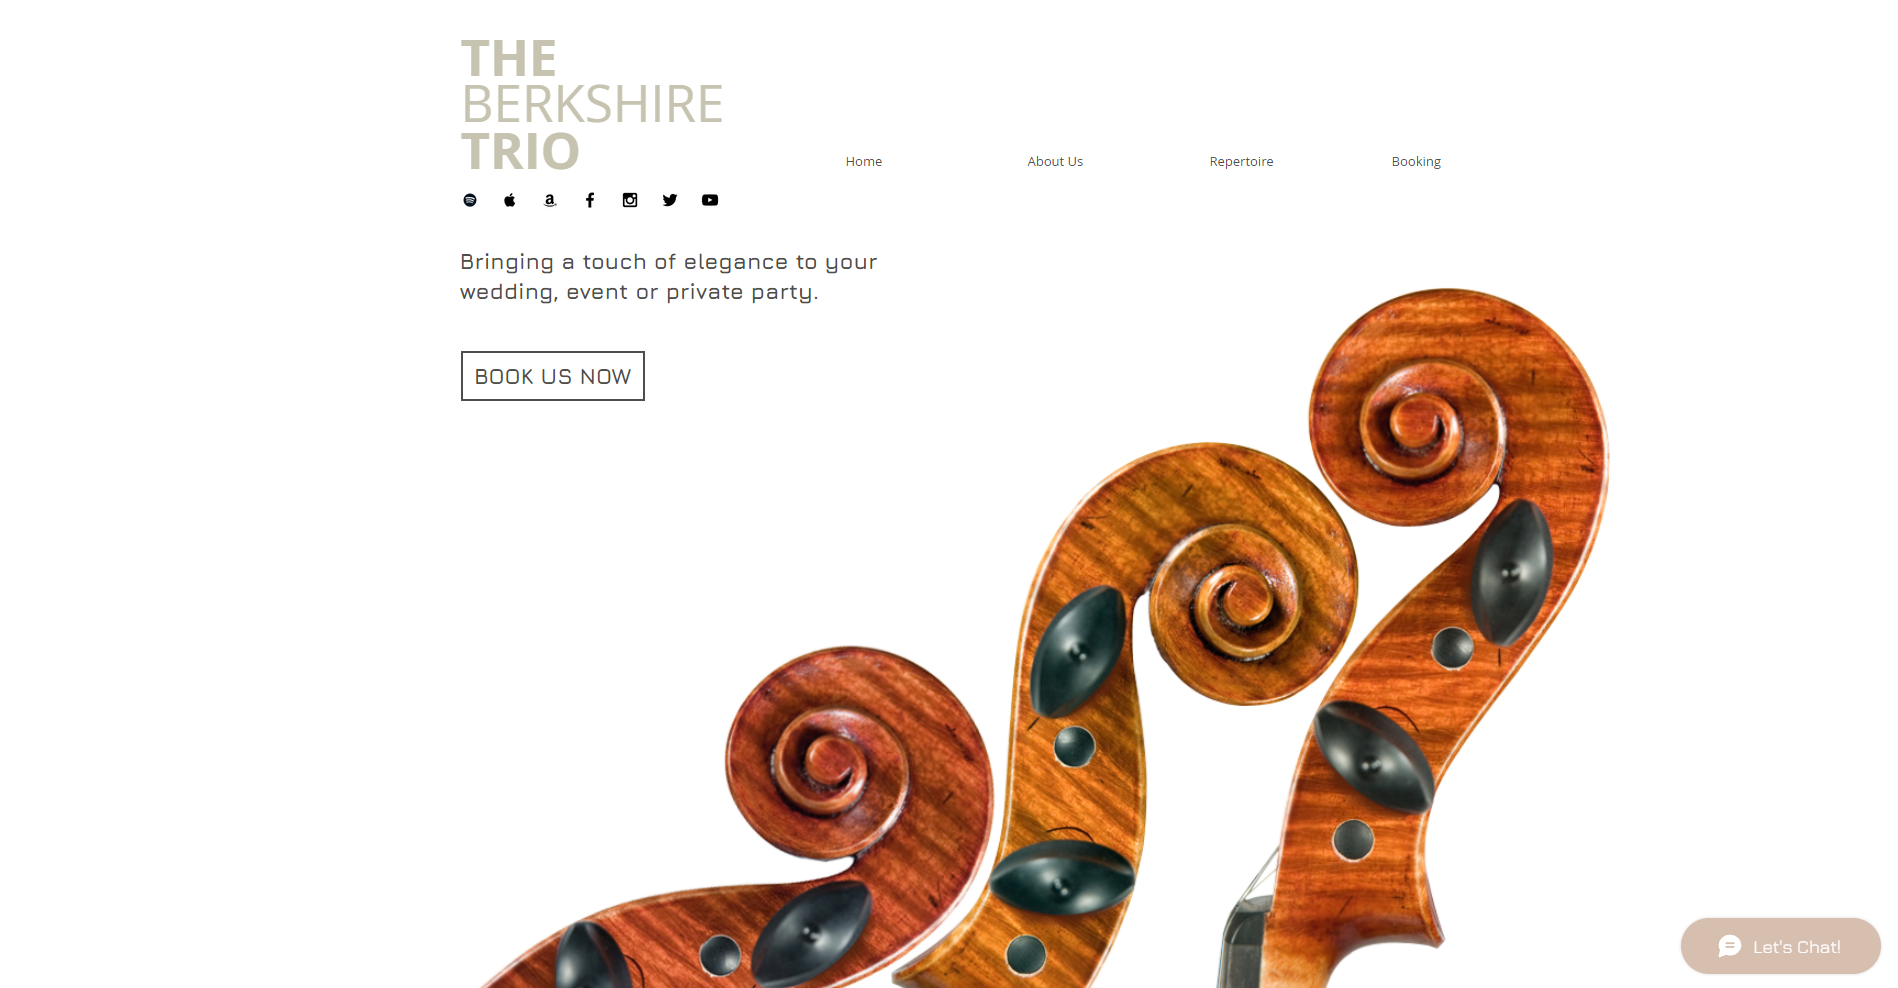 THE
BERKSHIRE
TRIO
Home
About Us
Repertoire
Booking
Bringing a touch of elegance to your
wedding, event or private party.
BOOK US NOW
Let's Chat!